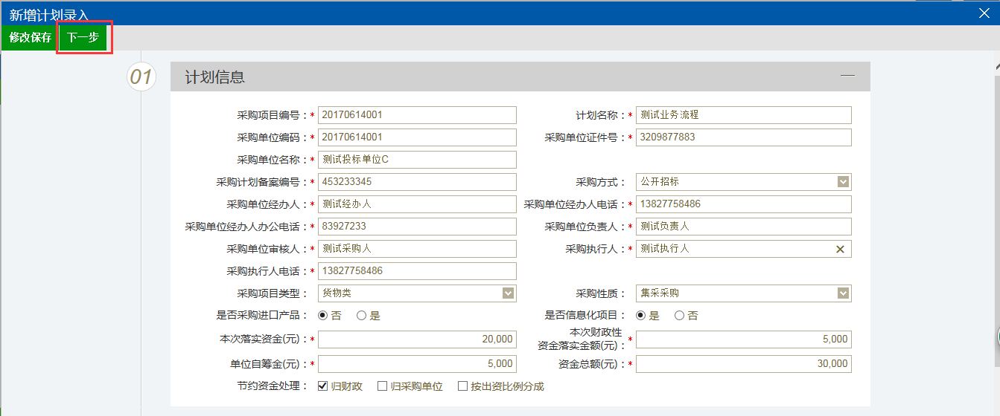 新增计划录入
修改保存 下一步
01 计划信息
采购项目编号：* 20170614001 计划名称：* 测试业务流程
采购单位编码：* 20170614001 采购单位证件号：* 3209877883
采购单位名称：* 测试投标单位C
采购计划备案编号：* 453233345 采购方式： 公开招标
采购单位经办人：* 测试经办人 采购单位经办人电话：* 13827758486
采购单位经办人办公电话：* 83927233 采购单位负责人：* 测试负责人
采购单位审核人：* 测试采购人 采购执行人：* 测试执行人
采购执行人电话：* 13827758486
采购项目类型： 货物类 采购性质： 集采采购
是否采购进口产品： 否 是 是否信息化项目： 是 否
本次落实资金(元)：* 20,000 本次财政性
资金落实金额(元)：* 5,000
单位自筹金(元)：* 5,000 资金总额(元)：* 30,000
节约资金处理： 归财政 归采购单位 按出资比例分成